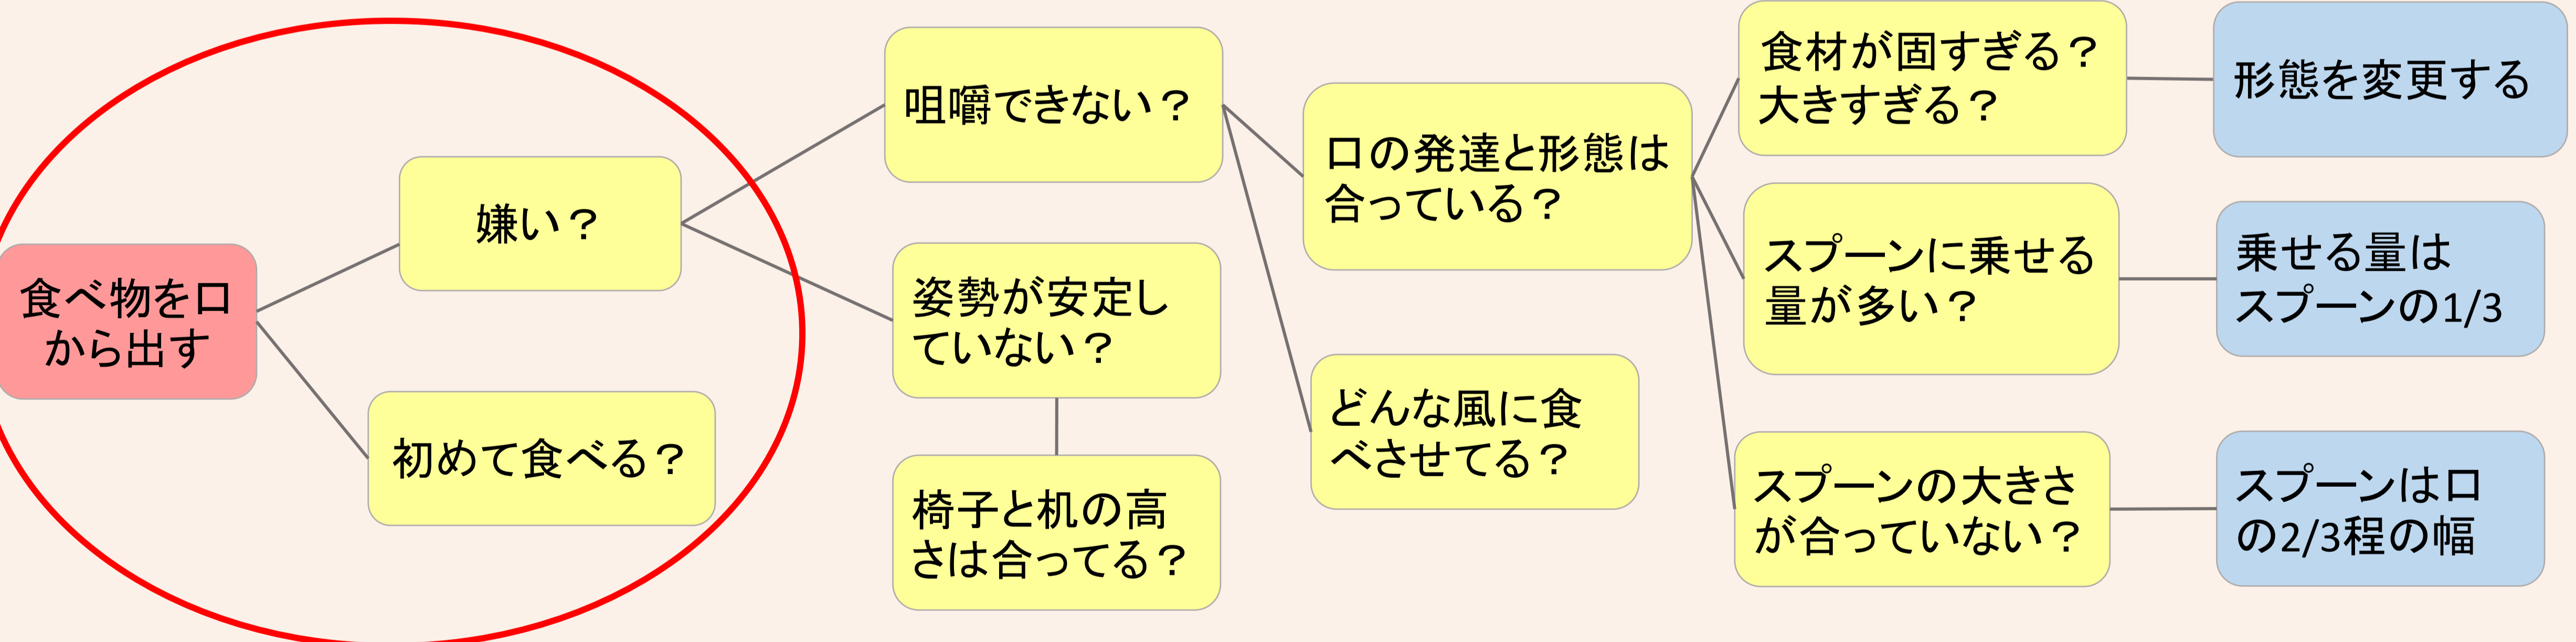 食べ物を口
から出す
嫌い？
初めて食べる？
咀嚼できない？
姿勢が安定し
ていない？
椅子と机の高
さは合ってる？
口の発達と形態は
合っている？
どんな風に食
べさせてる？
食材が固すぎる？
大きすぎる？
スプーンに乗せる
量が多い？
スプーンの大きさ
が合っていない？
形態を変更する
乗せる量は
スプーンの1/3
スプーンは口
の2/3程の幅